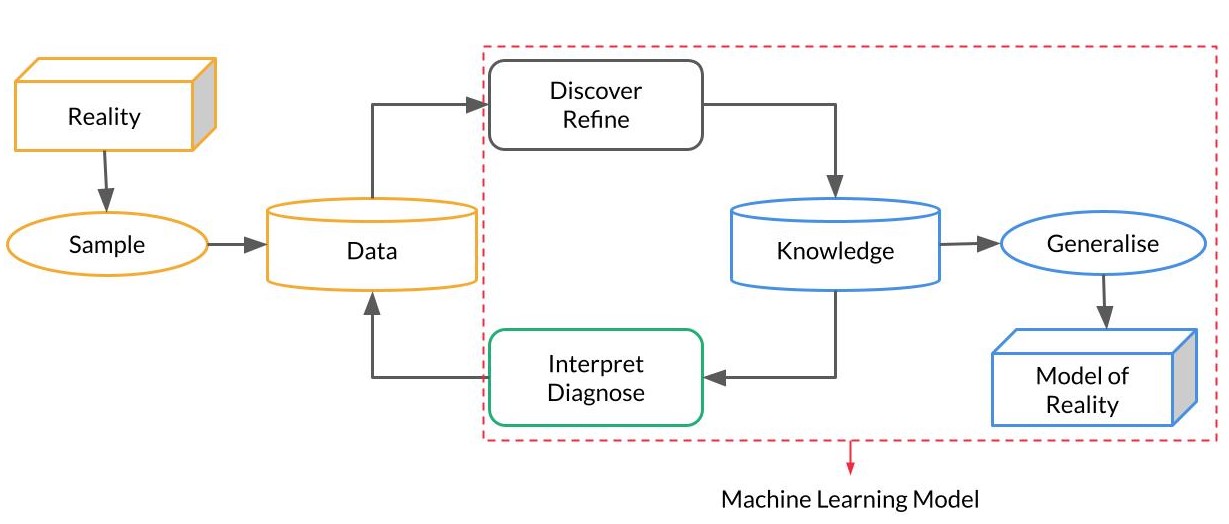 Reality
Sample
Data
Discover
Refine
Knowledge
Generalise
Interpret
Diagnose
Model of
Reality
Machine Learning Model